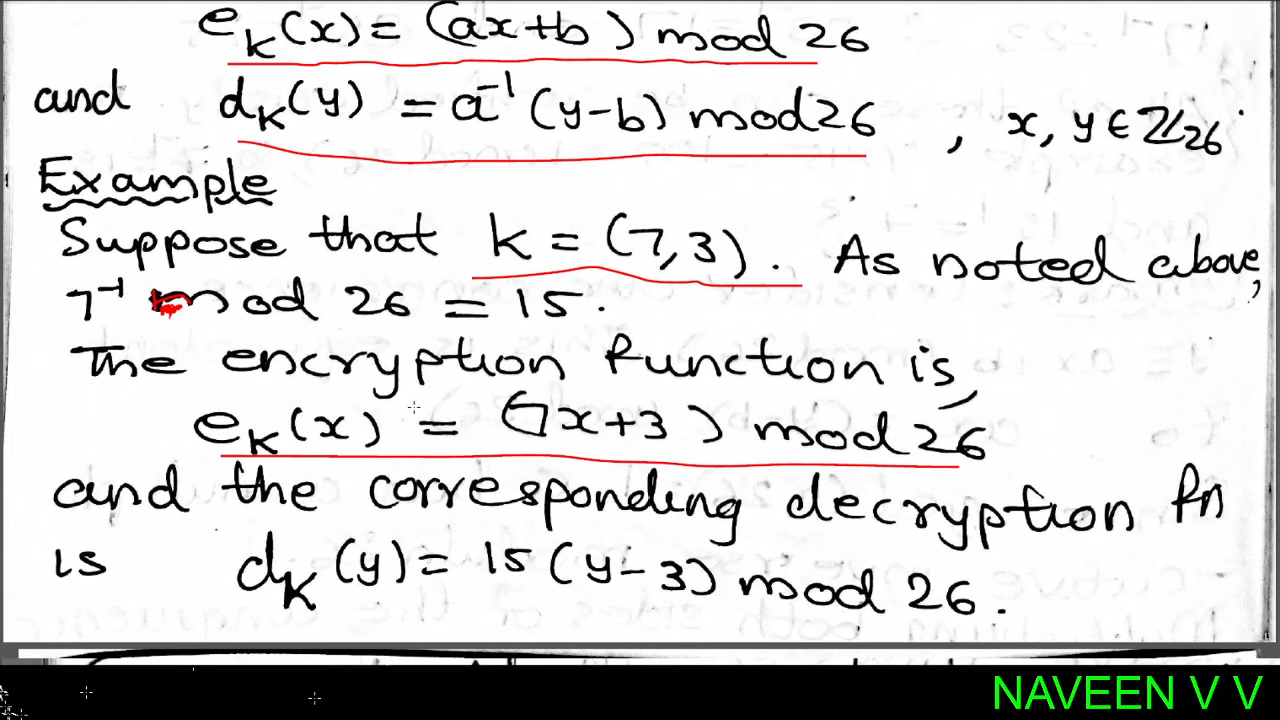 e_k(x) = (ax+b) mod 26
and d_k(y) = a⁻¹ (y-b) mod 26 , x, y ∈ ℤ₂₆.
Example
Suppose that k = (7,3). As noted above,
7⁻¹ mod 26 = 15.
The encryption function is,
e_k(x) = (7x+3) mod 26
and the corresponding decryption fn
is d_k(y) = 15(y-3) mod 26.
NAVEEN V V